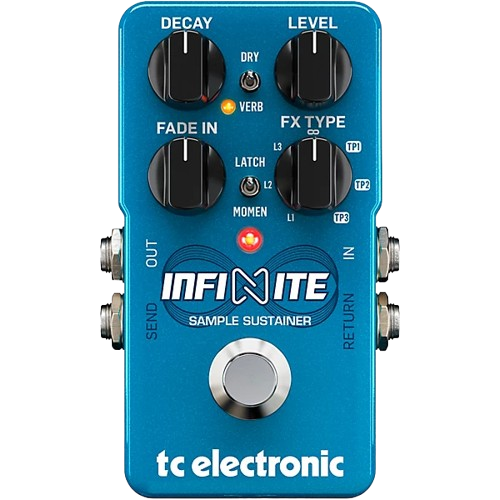 DECAY
LEVEL
DRY
VERB
FADE IN
FX TYPE
∞
L3
TP1
LATCH
L2
TP2
MOMEN
L1
TP3
OUT
IN
INFINITE
SAMPLE SUSTAINER
SEND
RETURN
tc electronic